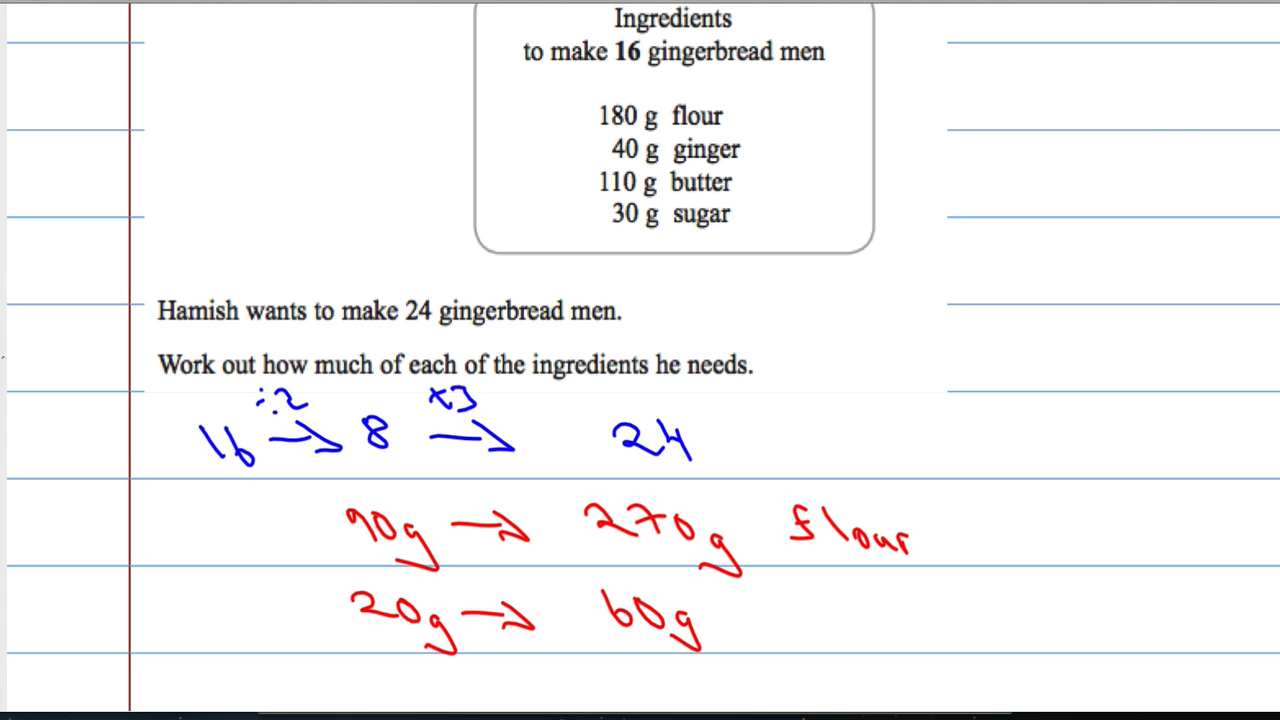 Ingredients
to make 16 gingerbread men
180 g flour
40 g ginger
110 g butter
30 g sugar
Hamish wants to make 24 gingerbread men.
Work out how much of each of the ingredients he needs.
÷2 ×3
16 → 8 → 24
90g → 270g flour
20g → 60g